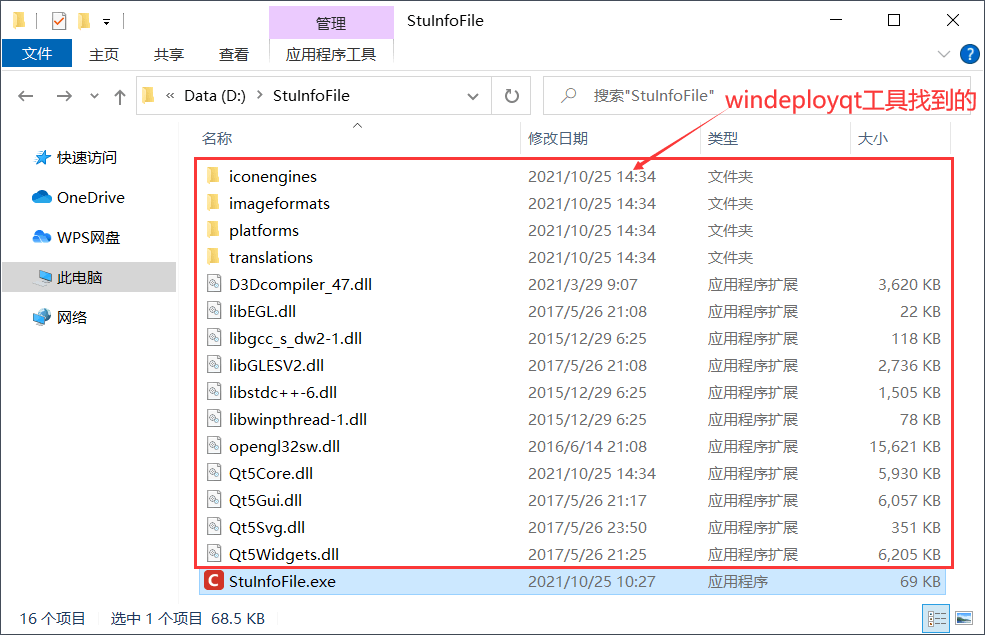 管理
StuInfoFile
文件
主页
共享
查看
应用程序工具
?
« Data (D:) > StuInfoFile
搜索"StuInfoFile"
windeployqt工具找到的
名称 修改日期 类型 大小
快速访问
OneDrive
WPS网盘
此电脑
网络
iconengines 2021/10/25 14:34 文件夹
imageformats 2021/10/25 14:34 文件夹
platforms 2021/10/25 14:34 文件夹
translations 2021/10/25 14:34 文件夹
D3Dcompiler_47.dll 2021/3/29 9:07 应用程序扩展 3,620 KB
libEGL.dll 2017/5/26 21:08 应用程序扩展 22 KB
libgcc_s_dw2-1.dll 2015/12/29 6:25 应用程序扩展 118 KB
libGLESV2.dll 2017/5/26 21:08 应用程序扩展 2,736 KB
libstdc++-6.dll 2015/12/29 6:25 应用程序扩展 1,505 KB
libwinpthread-1.dll 2015/12/29 6:25 应用程序扩展 78 KB
opengl32sw.dll 2016/6/14 21:08 应用程序扩展 15,621 KB
Qt5Core.dll 2021/10/25 14:34 应用程序扩展 5,930 KB
Qt5Gui.dll 2017/5/26 21:17 应用程序扩展 6,057 KB
Qt5Svg.dll 2017/5/26 23:50 应用程序扩展 351 KB
Qt5Widgets.dll 2017/5/26 21:25 应用程序扩展 6,205 KB
StuInfoFile.exe 2021/10/25 10:27 应用程序 69 KB
16 个项目 选中 1 个项目 68.5 KB